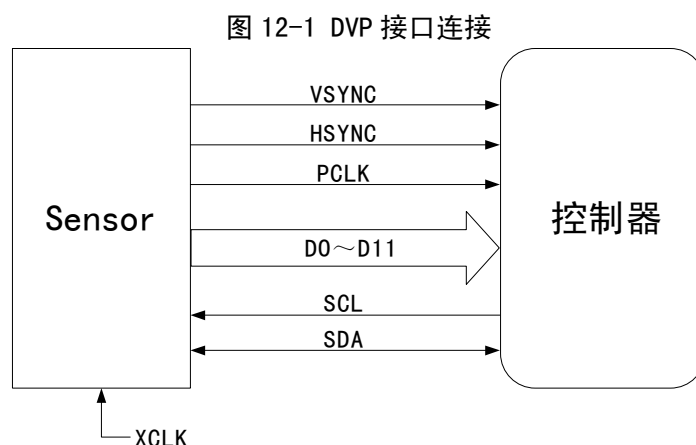 图 12-1 DVP 接口连接
VSYNC
HSYNC
PCLK
Sensor
控制器
D0～D11
SCL
SDA
XCLK